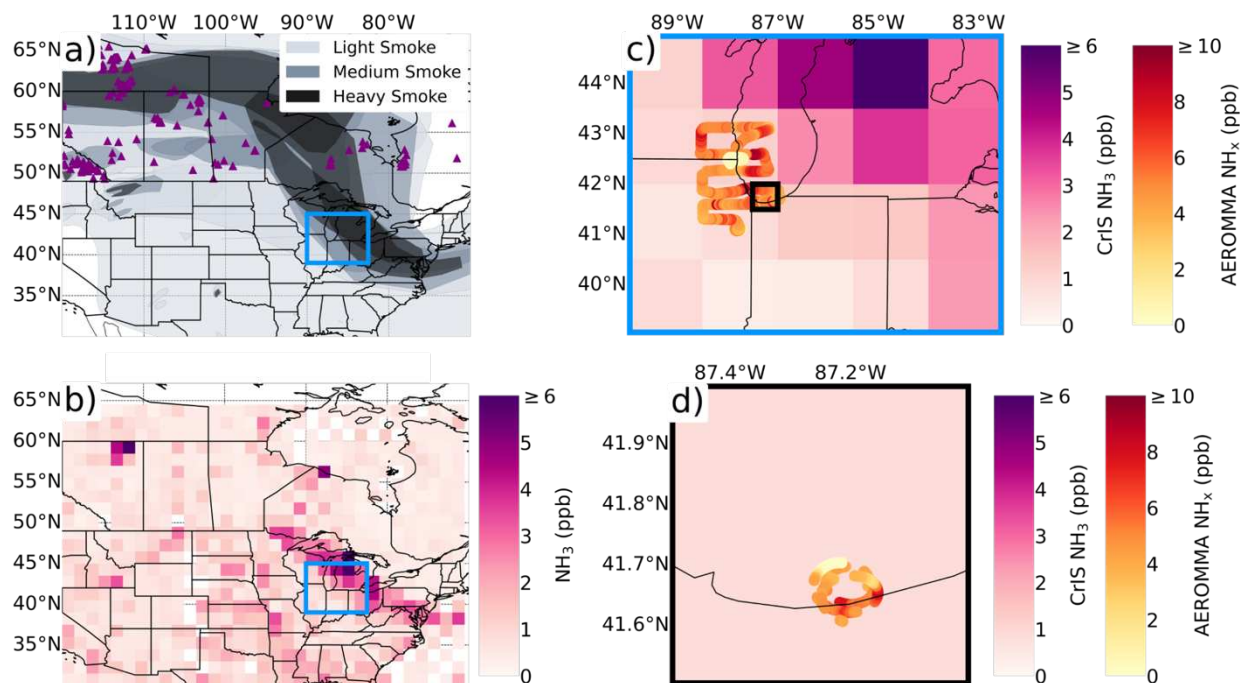 110°W 100°W 90°W 80°W
a)
Light Smoke
Medium Smoke
Heavy Smoke
65°N
60°N
55°N
50°N
45°N
40°N
35°N
89°W 87°W 85°W 83°W
c)
44°N
43°N
42°N
41°N
40°N
≥ 6
5
4
3
2
1
0
CrIS NH₃ (ppb)
≥ 10
8
6
4
2
0
AEROMMA NHₓ (ppb)
b)
65°N
60°N
55°N
50°N
45°N
40°N
35°N
≥ 6
5
4
3
2
1
0
NH₃ (ppb)
87.4°W 87.2°W
d)
41.9°N
41.8°N
41.7°N
41.6°N
≥ 6
5
4
3
2
1
0
CrIS NH₃ (ppb)
≥ 10
8
6
4
2
0
AEROMMA NHₓ (ppb)